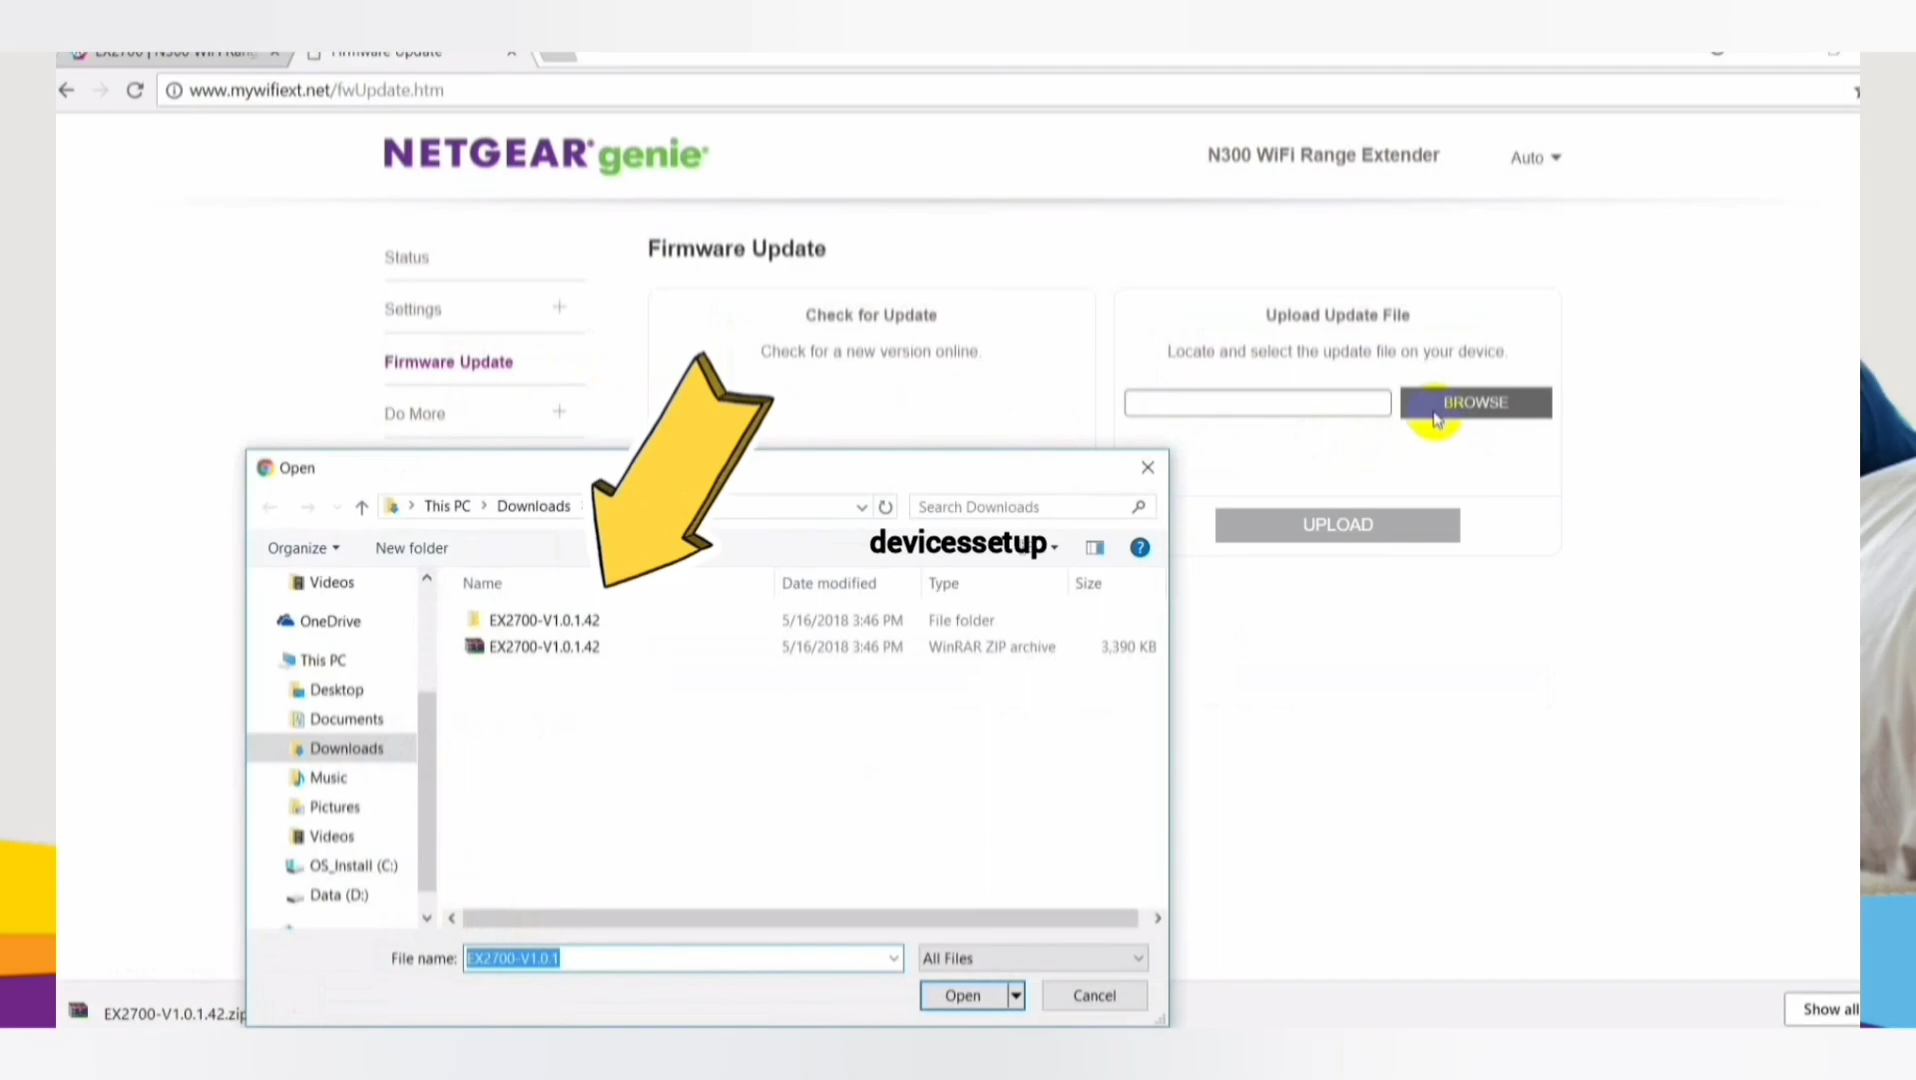 EX2700 | N300 WiFi Rang
Firmware Update
www.mywifiext.net/fwUpdate.htm
NETGEAR genie
N300 WiFi Range Extender
Auto
Status
Settings
Firmware Update
Do More
Firmware Update
Check for Update
Check for a new version online.
Upload Update File
Locate and select the update file on your device.
BROWSE
UPLOAD
Open
This PC > Downloads
Search Downloads
Organize
New folder
devicessetup
Name Date modified Type Size
EX2700-V1.0.1.42 5/16/2018 3:46 PM File folder
EX2700-V1.0.1.42 5/16/2018 3:46 PM WinRAR ZIP archive 3,390 KB
Videos
OneDrive
This PC
Desktop
Documents
Downloads
Music
Pictures
Videos
OS_Install (C:)
Data (D:)
File name: EX2700-V1.0.1
All Files
Open
Cancel
EX2700-V1.0.1.42.zip
Show all